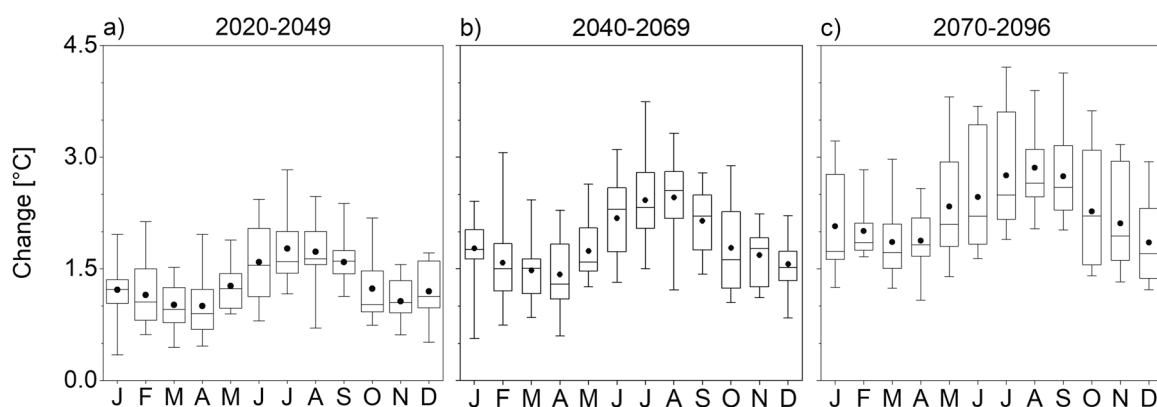 a) 2020-2049 b) 2040-2069 c) 2070-2096
4.5
3.0
1.5
0.0
Change [°C]
J F M A M J J A S O N D J F M A M J J A S O N D J F M A M J J A S O N D